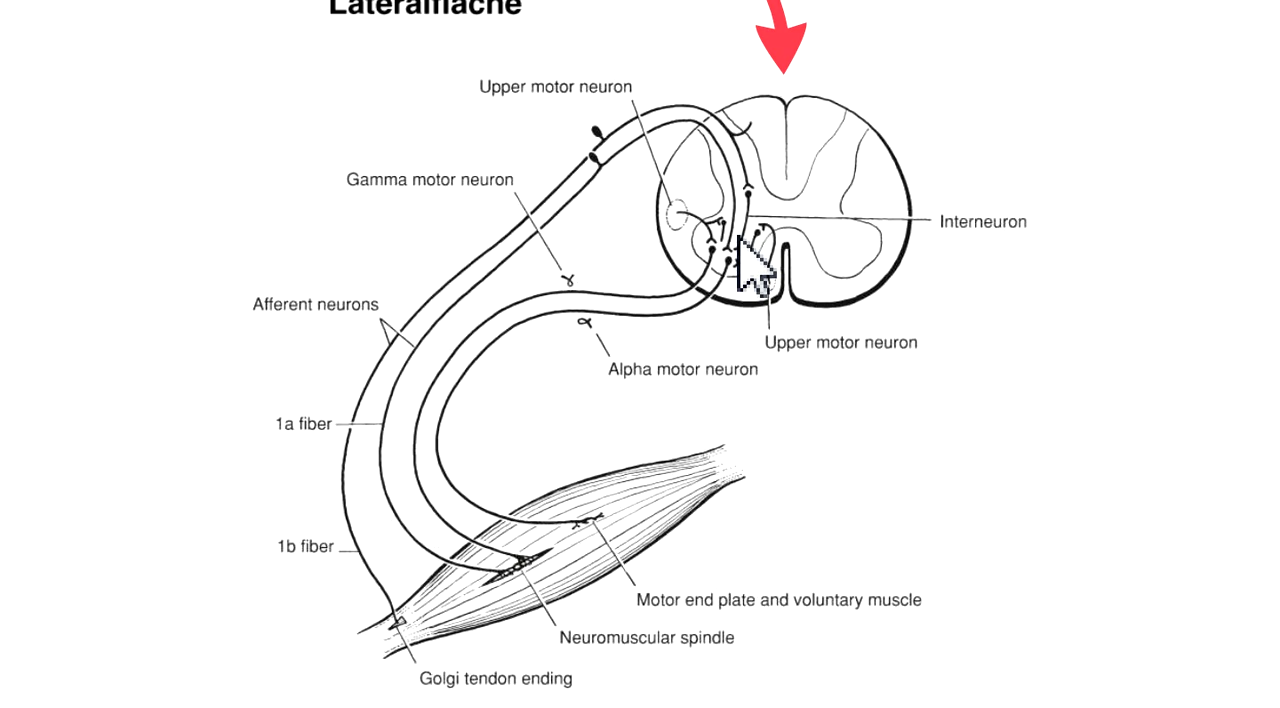 Lateralfläche
Upper motor neuron
Gamma motor neuron
Interneuron
Afferent neurons
Upper motor neuron
Alpha motor neuron
1a fiber
1b fiber
Motor end plate and voluntary muscle
Neuromuscular spindle
Golgi tendon ending